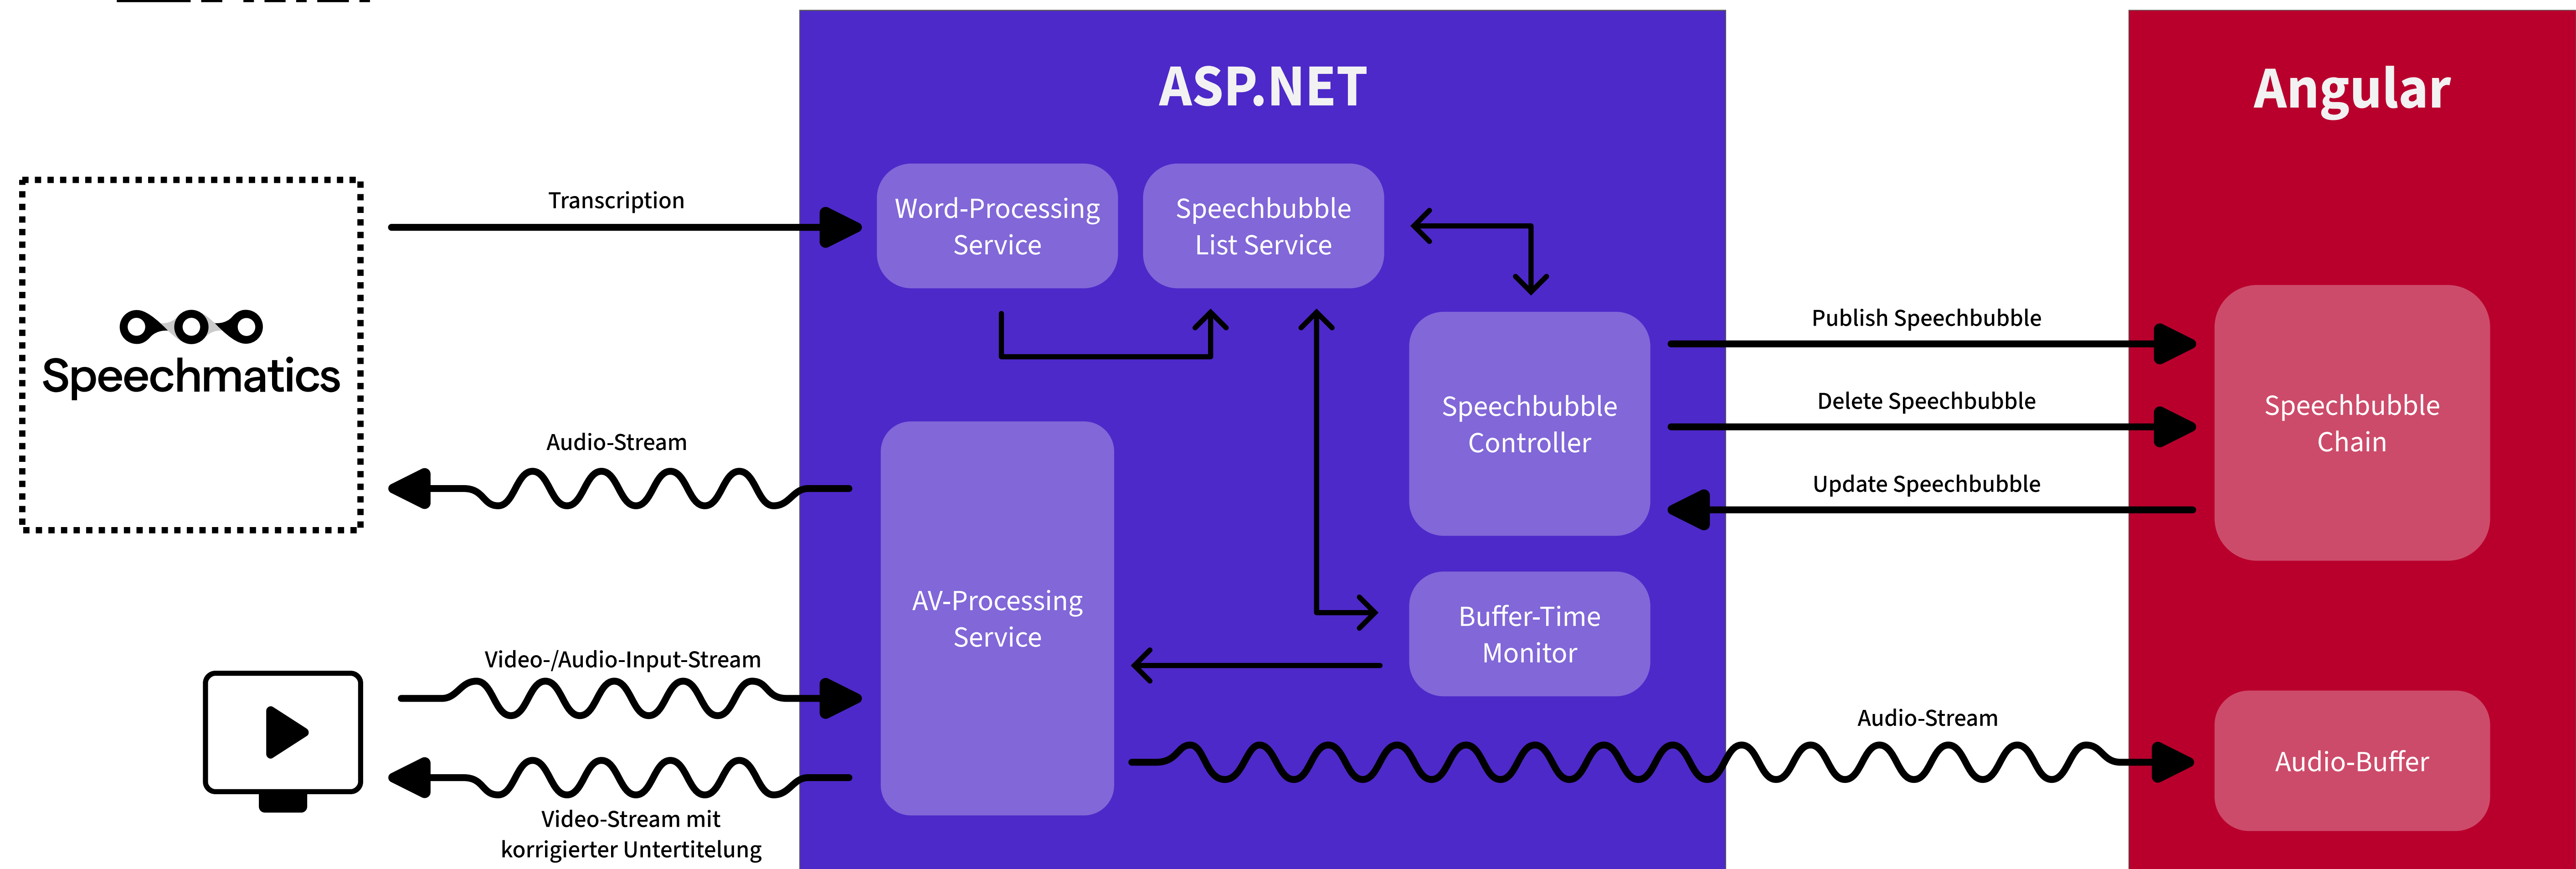 ASP.NET
Angular
Transcription
Word-Processing
Service
Speechbubble
List Service
Speechmatics
Publish Speechbubble
Delete Speechbubble
Update Speechbubble
Speechbubble
Controller
Speechbubble
Chain
Audio-Stream
AV-Processing
Service
Buffer-Time
Monitor
Video-/Audio-Input-Stream
Audio-Stream
Audio-Buffer
Video-Stream mit
korrigierter Untertitelung